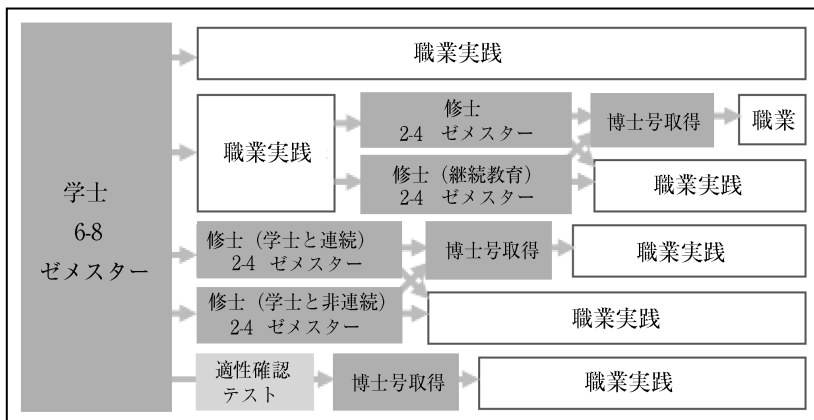 学士
6-8
ゼメスター
職業実践
職業実践
修士
2-4 ゼメスター
博士号取得
職業
修士（継続教育）
2-4 ゼメスター
職業実践
修士（学士と連続）
2-4 ゼメスター
博士号取得
職業実践
修士（学士と非連続）
2-4 ゼメスター
職業実践
適性確認
テスト
博士号取得
職業実践